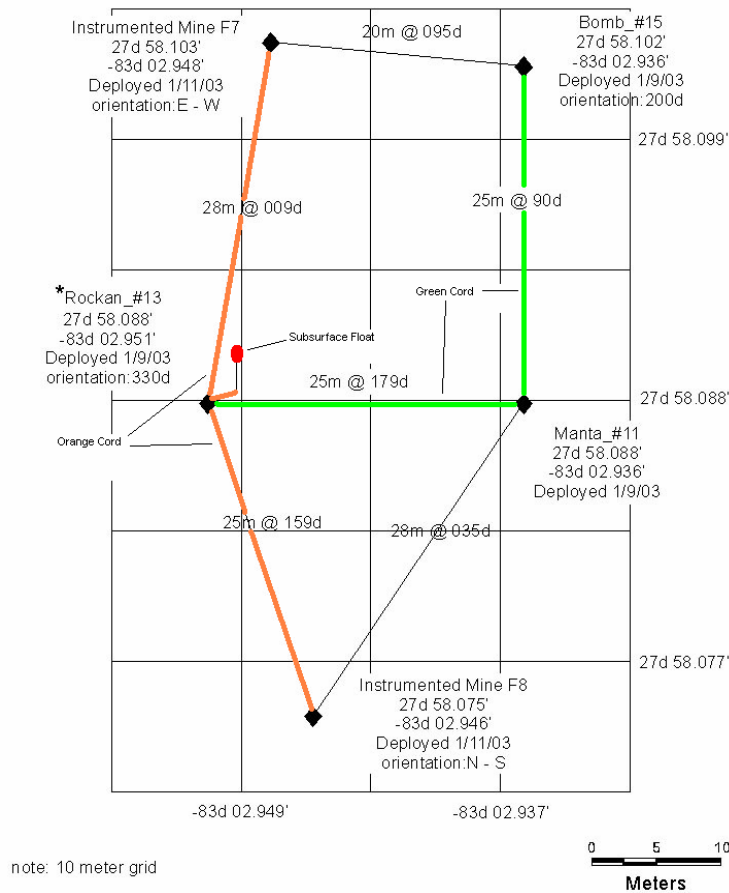 Instrumented Mine F7
27d 58.103'
-83d 02.948'
Deployed 1/11/03
orientation:E - W
20m @ 095d
Bomb_#15
27d 58.102'
-83d 02.936'
Deployed 1/9/03
orientation:200d
27d 58.099'
28m @ 009d
25m @ 90d
*Rockan_#13
27d 58.088'
-83d 02.951'
Deployed 1/9/03
orientation:330d
Green Cord
Subsurface Float
25m @ 179d
27d 58.088'
Orange Cord
Manta_#11
27d 58.088'
-83d 02.936'
Deployed 1/9/03
25m @ 159d
28m @ 035d
27d 58.077'
Instrumented Mine F8
27d 58.075'
-83d 02.946'
Deployed 1/11/03
orientation:N - S
-83d 02.949'
-83d 02.937'
note: 10 meter grid
0 5 10
Meters